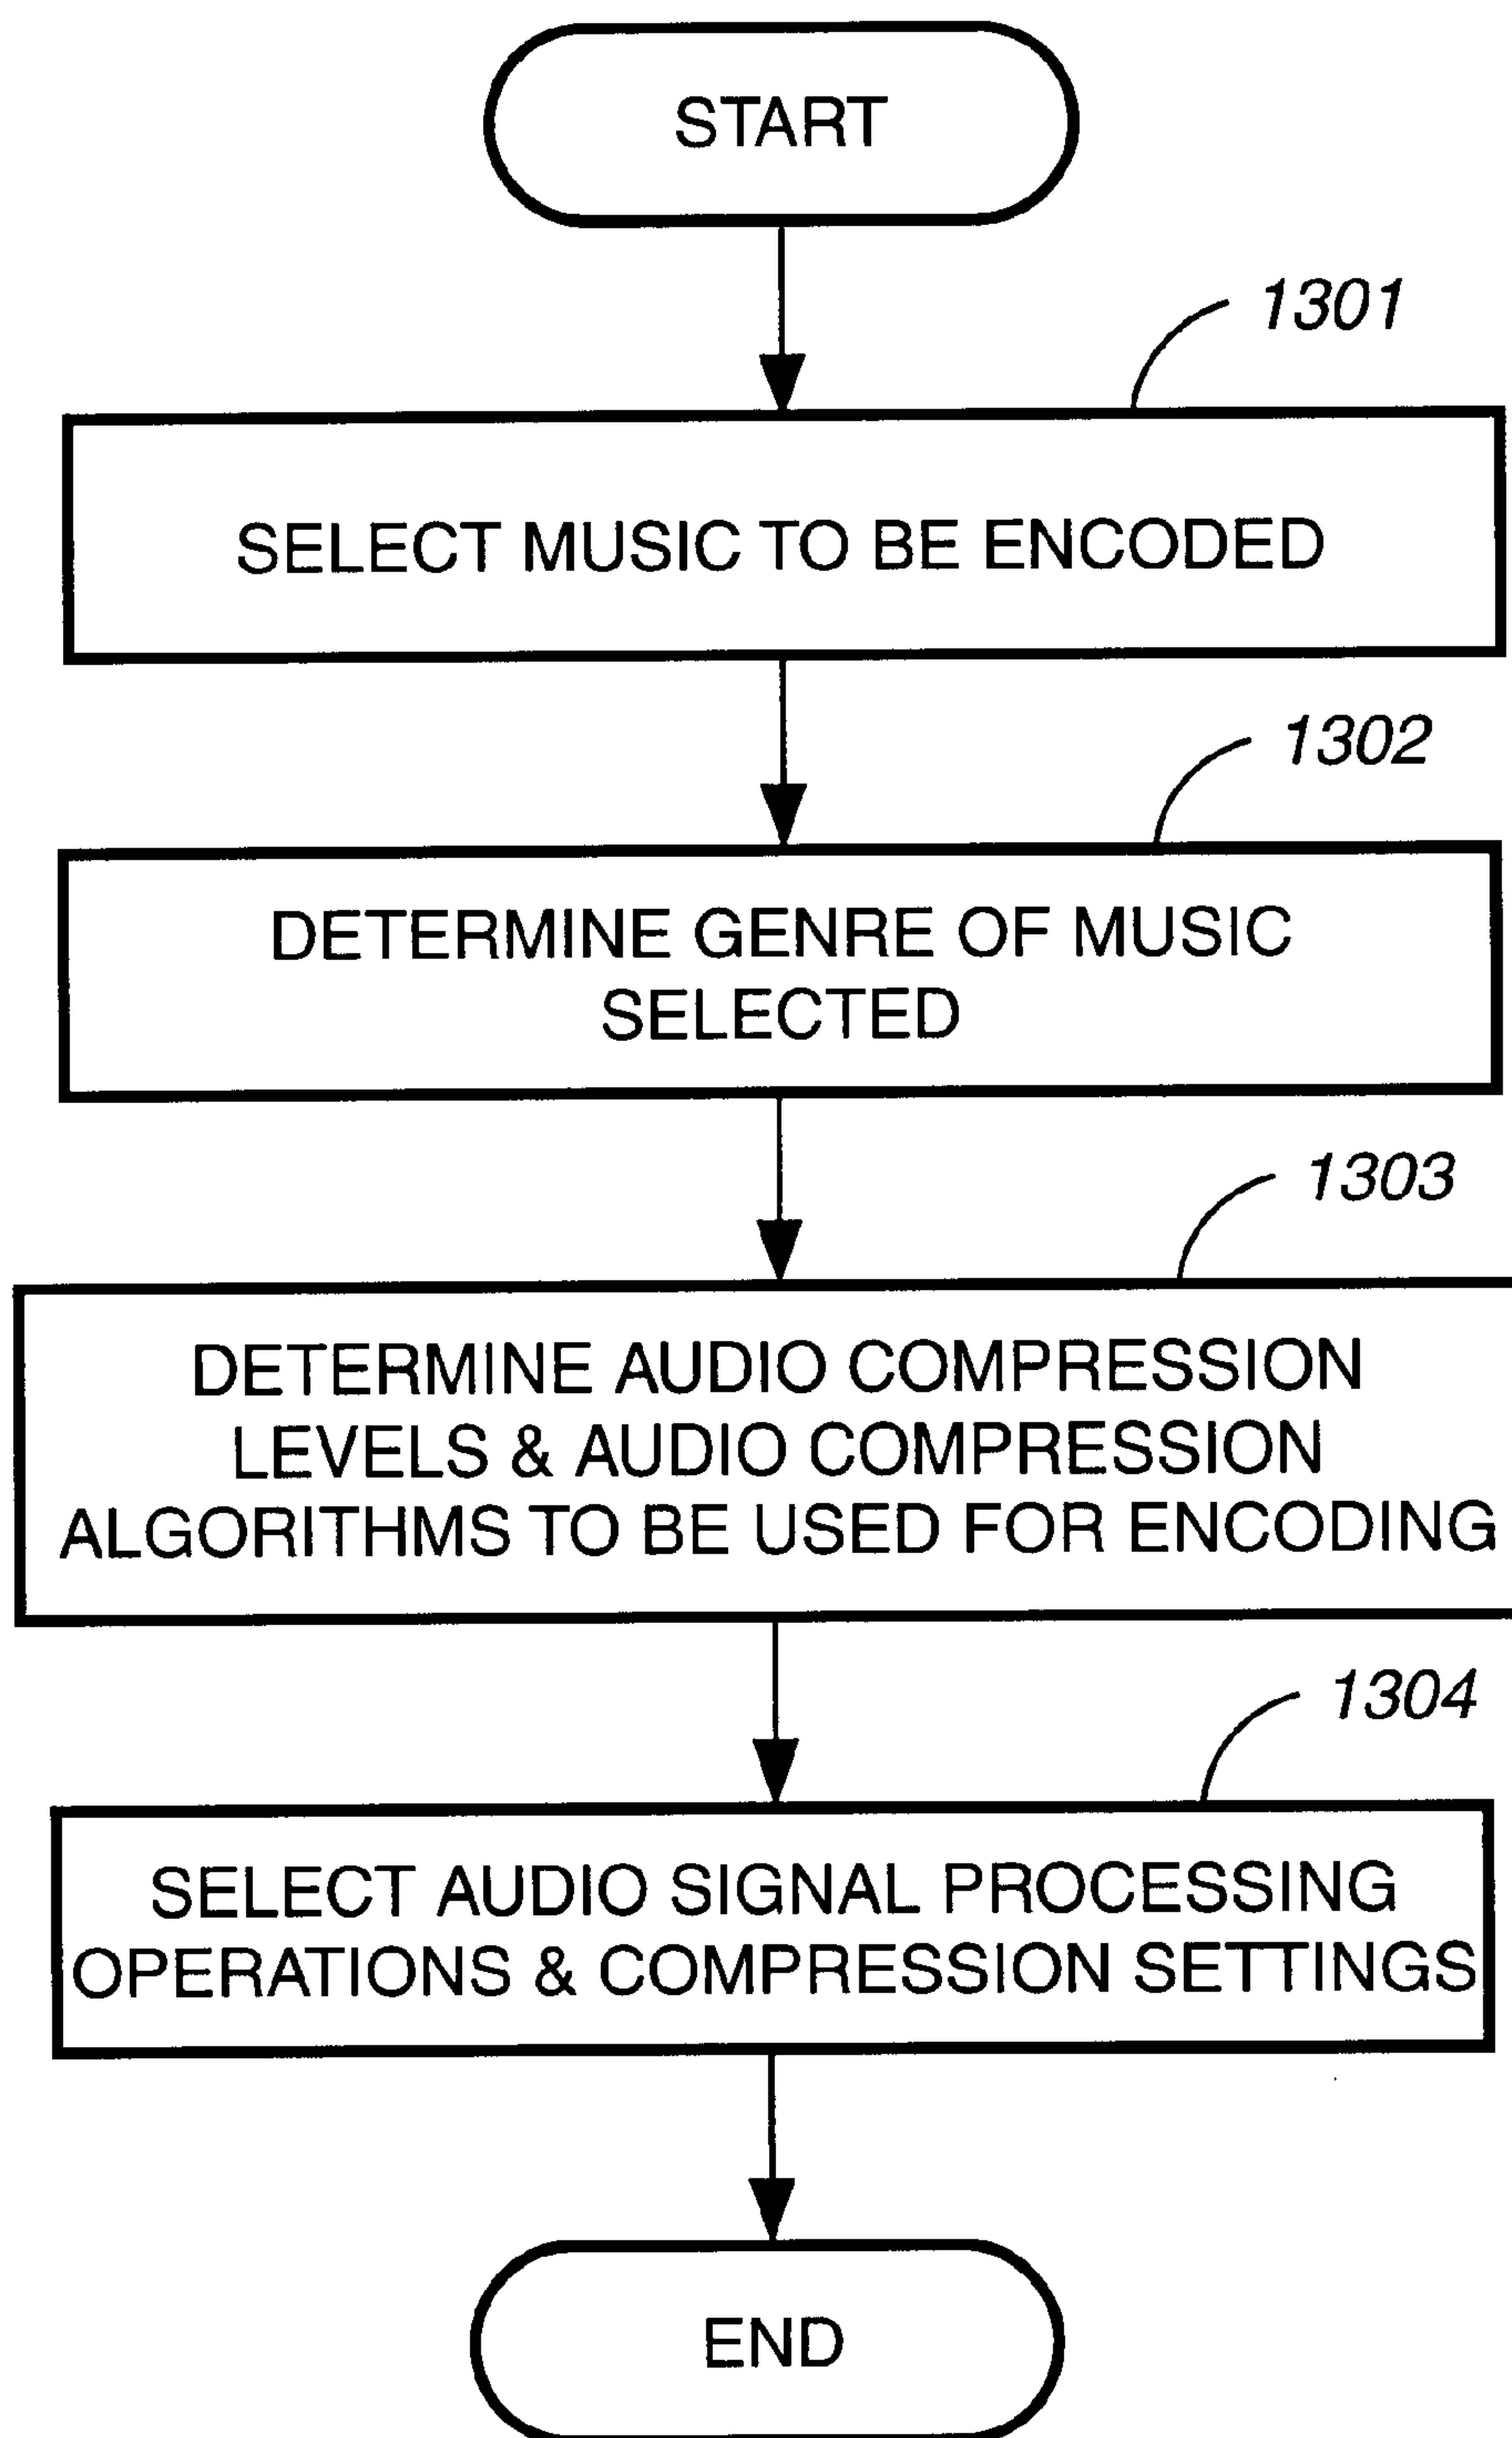 START
1301
SELECT MUSIC TO BE ENCODED
1302
DETERMINE GENRE OF MUSIC
SELECTED
1303
DETERMINE AUDIO COMPRESSION
LEVELS & AUDIO COMPRESSION
ALGORITHMS TO BE USED FOR ENCODING
1304
SELECT AUDIO SIGNAL PROCESSING
OPERATIONS & COMPRESSION SETTINGS
END